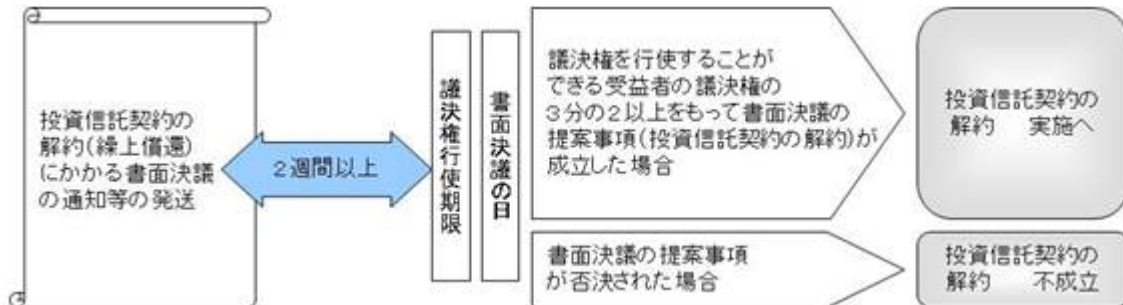 投資信託契約の
解約(繰上償還)
にかかる書面決議
の通知等の発送
2週間以上
議決権行使期限
書面決議の日
議決権を行使することが
できる受益者の議決権の
3分の2以上をもって書面決議の
提案事項(投資信託契約の解約)が
成立した場合
投資信託契約の
解約　実施へ
書面決議の提案事項
が否決された場合
投資信託契約の
解約　不成立